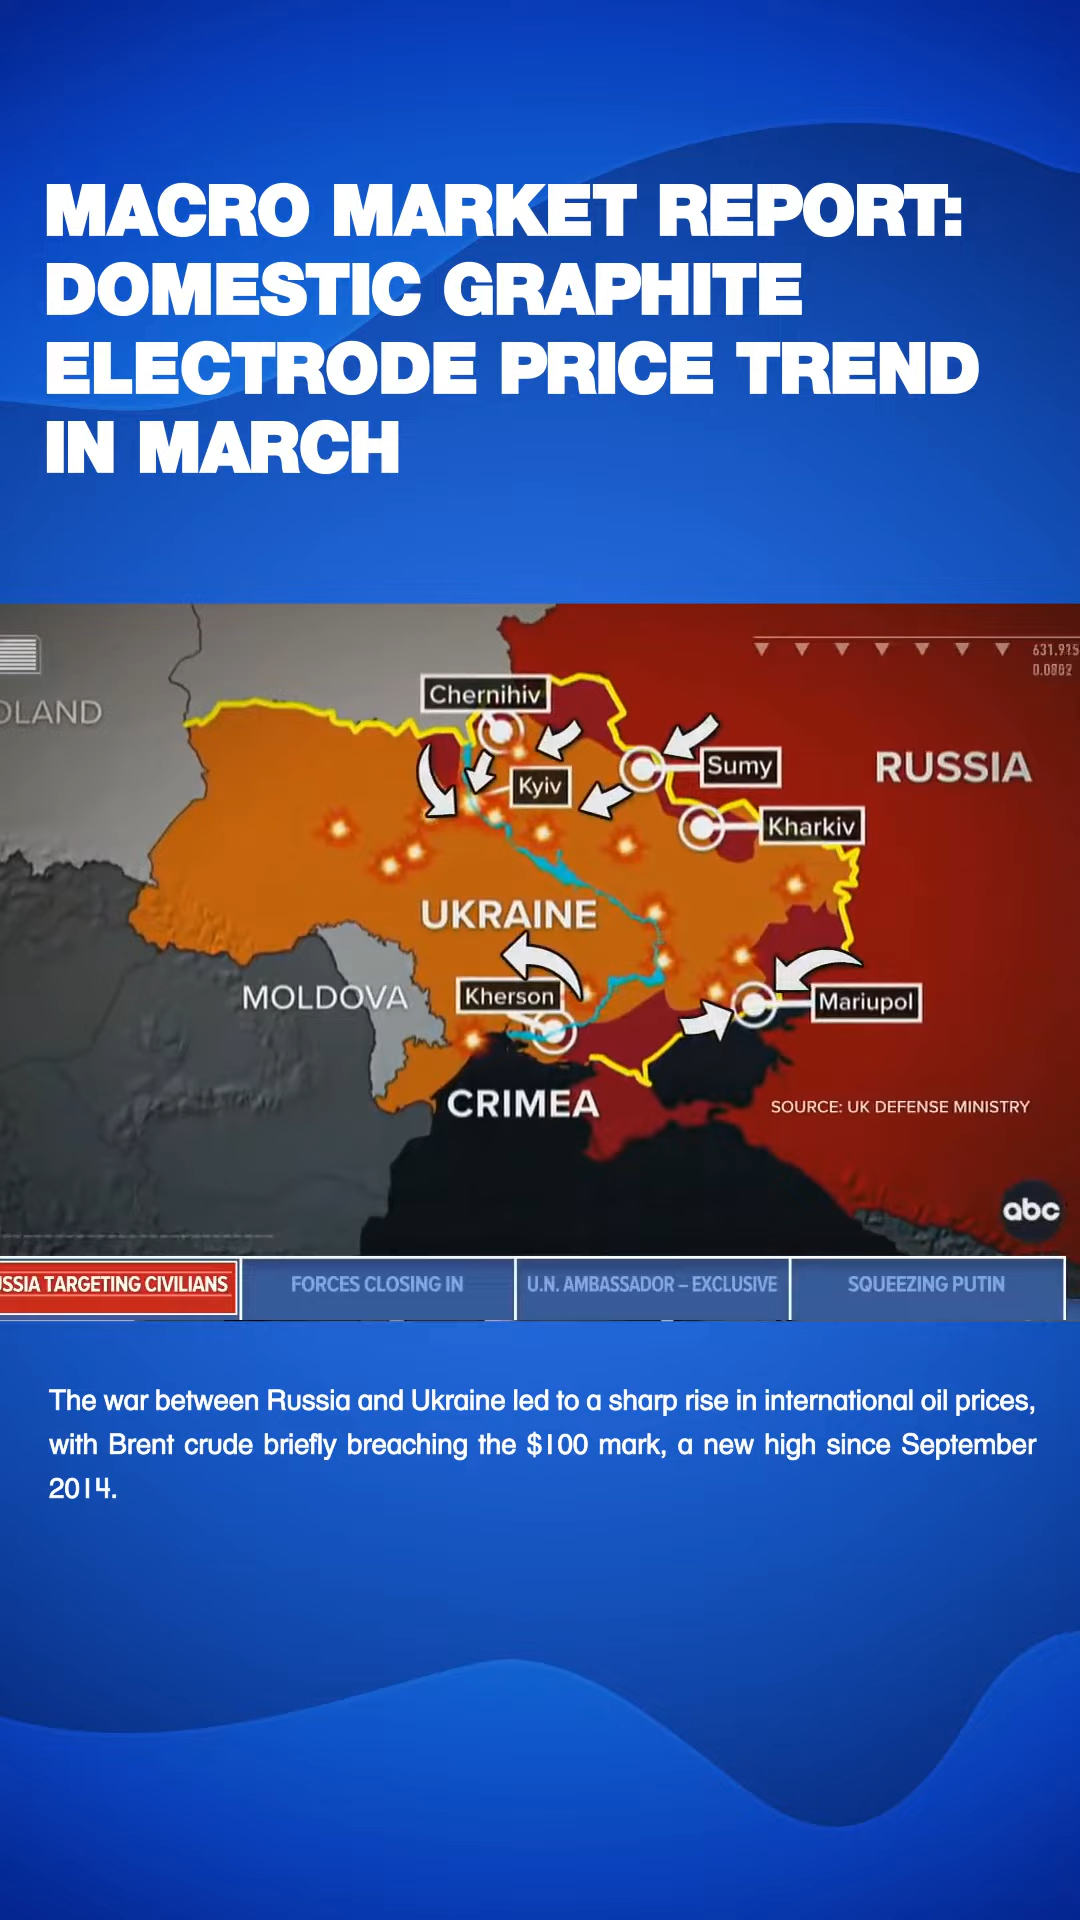 MACRO MARKET REPORT:
DOMESTIC GRAPHITE
ELECTRODE PRICE TREND
IN MARCH
631.975
OLAND
Chernihiv
Sumy
RUSSIA
Kyiv
Kharkiv
UKRAINE
MOLDOVA
Kherson
Mariupol
CRIMEA
SOURCE: UK DEFENSE MINISTRY
abc
USSIA TARGETING CIVILIANS
FORCES CLOSING IN
U.N. AMBASSADOR – EXCLUSIVE
SQUEEZING PUTIN
The war between Russia and Ukraine led to a sharp rise in international oil prices,
with Brent crude briefly breaching the $100 mark, a new high since September
2014.